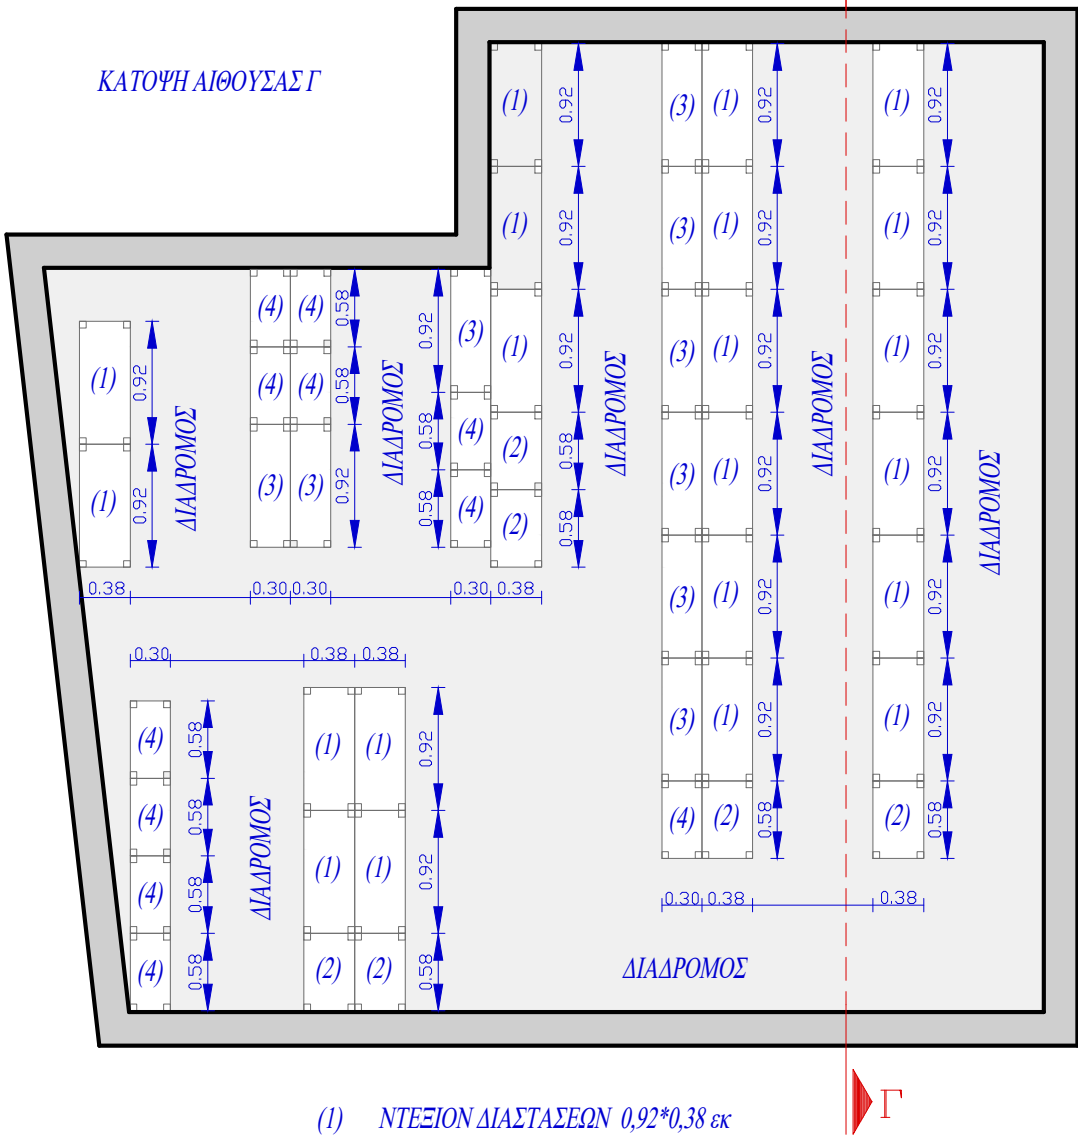 ΚΑΤΟΨΗ ΑΙΘΟΥΣΑΣ Γ
(1) 0.92 (3) (1) 0.92 (1) 0.92
(1) 0.92 (3) (1) 0.92 (1) 0.92
(4) (4) 0.58 0.92 (3) (1) 0.92 (3) (1) 0.92 (1) 0.92
(1) 0.92 (4) (4) 0.58
ΔΙΑΔΡΟΜΟΣ
ΔΙΑΔΡΟΜΟΣ
ΔΙΑΔΡΟΜΟΣ
ΔΙΑΔΡΟΜΟΣ
ΔΙΑΔΡΟΜΟΣ
0.58 (4) (2) 0.58
(1) 0.92 (3) (3) 0.92 0.58 (4) (2) 0.58 (3) (1) 0.92 (1) 0.92
0.38 0.30 0.30 0.30 0.38 (3) (1) 0.92 (1) 0.92
0.30 0.38 0.38
(4) 0.58 (1) (1) 0.92 (3) (1) 0.92 (1) 0.92
(4) 0.58 (4) (2) 0.58 (2) 0.58
ΔΙΑΔΡΟΜΟΣ
(4) 0.58 (1) (1) 0.92
0.30 0.38 0.38
(4) 0.58 (2) (2) 0.58
ΔΙΑΔΡΟΜΟΣ
Γ
(1) ΝΤΕΞΙΟΝ ΔΙΑΣΤΑΣΕΩΝ 0,92*0,38 εκ